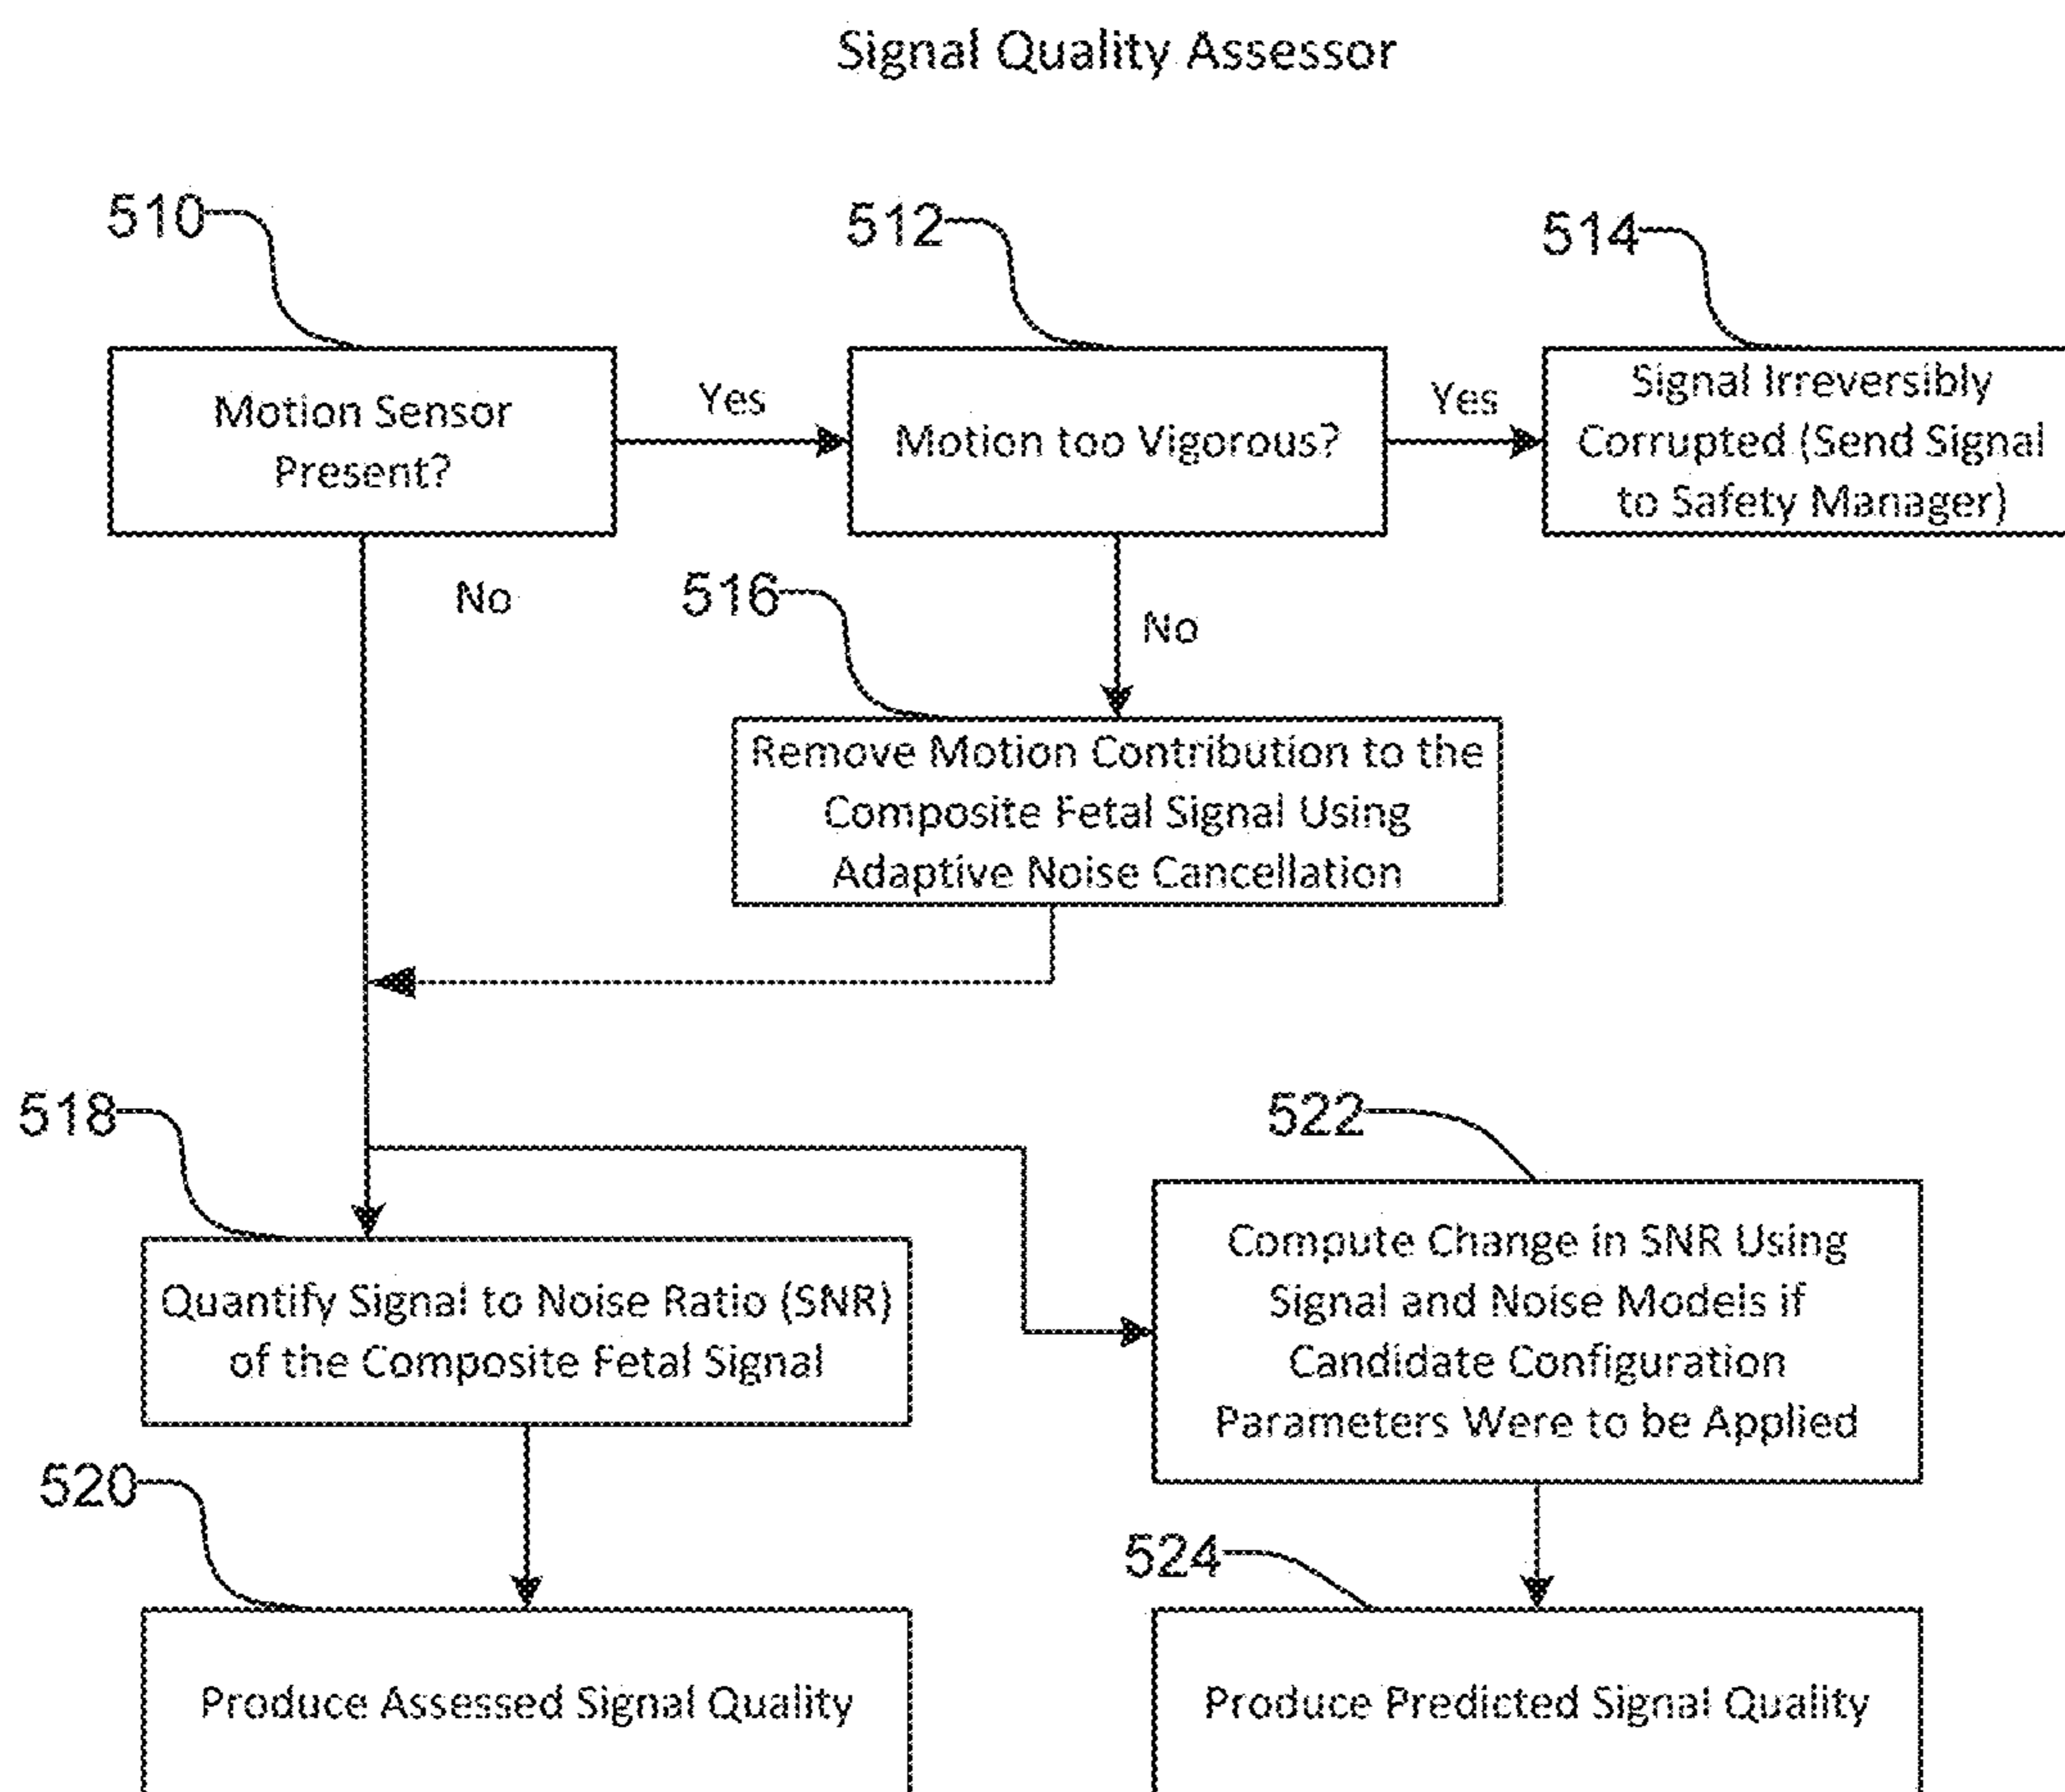 Signal Quality Assessor
510
512
514
Motion Sensor
Present?
Yes
Motion too Vigorous?
Yes
Signal Irreversibly
Corrupted (Send Signal
to Safety Manager)
No
516
No
Remove Motion Contribution to the
Composite Fetal Signal Using
Adaptive Noise Cancellation
518
522
Quantify Signal to Noise Ratio (SNR)
of the Composite Fetal Signal
Compute Change in SNR Using
Signal and Noise Models if
Candidate Configuration
Parameters Were to be Applied
520
524
Produce Assessed Signal Quality
Produce Predicted Signal Quality